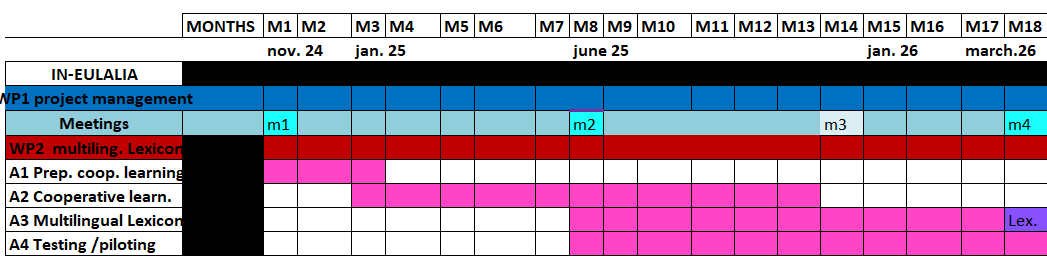 MONTHS M1 M2 M3 M4 M5 M6 M7 M8 M9 M10 M11 M12 M13 M14 M15 M16 M17 M18
nov. 24 jan. 25 june 25 jan. 26 march.26
IN-EULALIA
WP1 project management
Meetings m1 m2 m3 m4
WP2 multiling. Lexicon
A1 Prep. coop. learning
A2 Cooperative learn.
A3 Multilingual Lexicon Lex.
A4 Testing /piloting